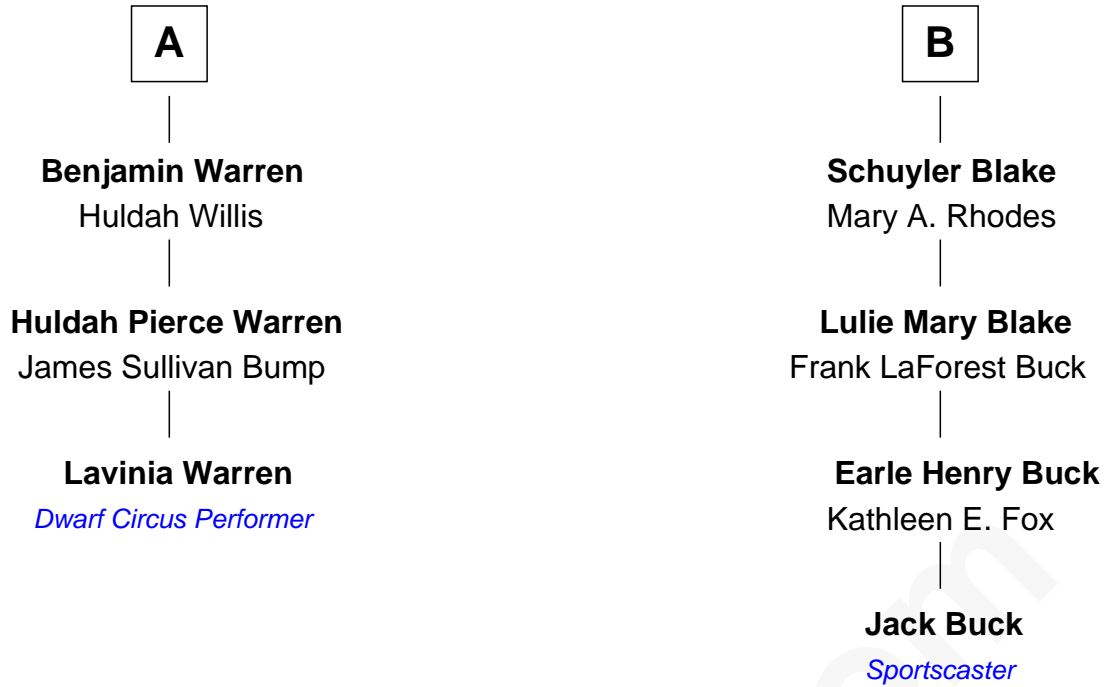 A
Benjamin Warren
Huldah Willis
Huldah Pierce Warren
James Sullivan Bump
Lavinia Warren
Dwarf Circus Performer
B
Schuyler Blake
Mary A. Rhodes
Lulie Mary Blake
Frank LaForest Buck
Earle Henry Buck
Kathleen E. Fox
Jack Buck
Sportscaster